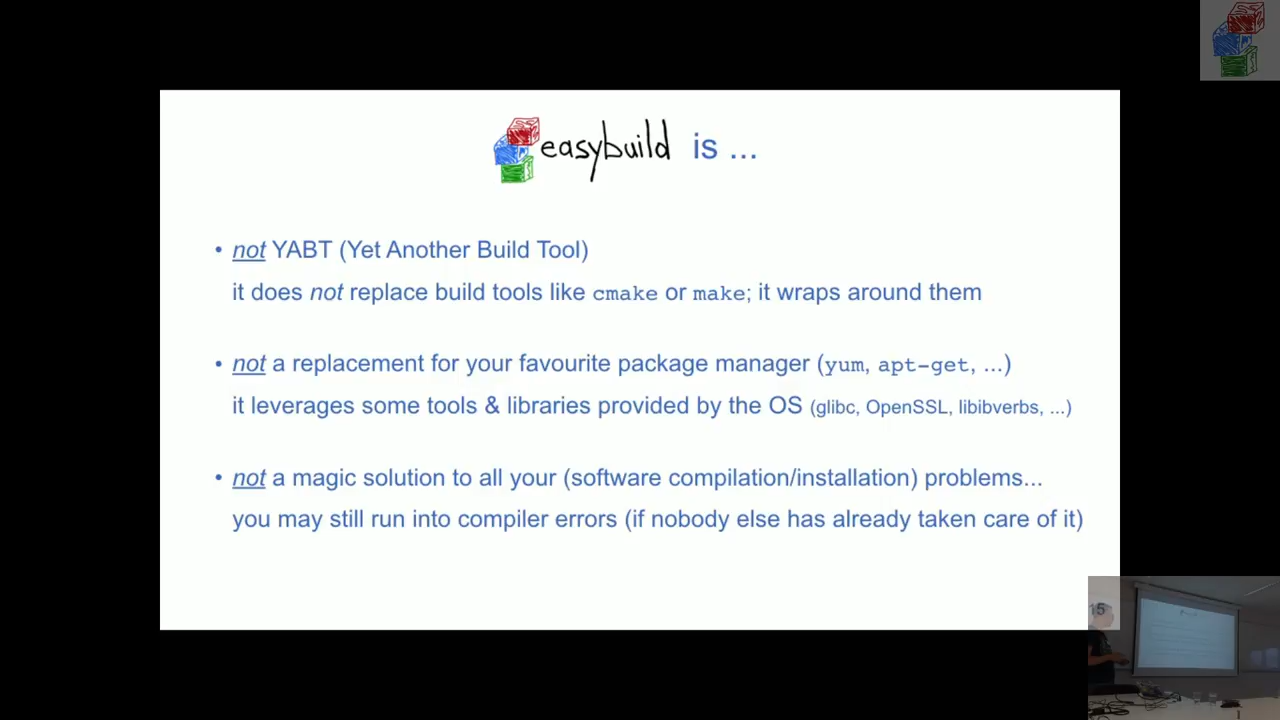 easybuild is ...
• not YABT (Yet Another Build Tool)
it does not replace build tools like cmake or make; it wraps around them
• not a replacement for your favourite package manager (yum, apt-get, ...)
it leverages some tools & libraries provided by the OS (glibc, OpenSSL, libibverbs, ...)
• not a magic solution to all your (software compilation/installation) problems...
you may still run into compiler errors (if nobody else has already taken care of it)
15